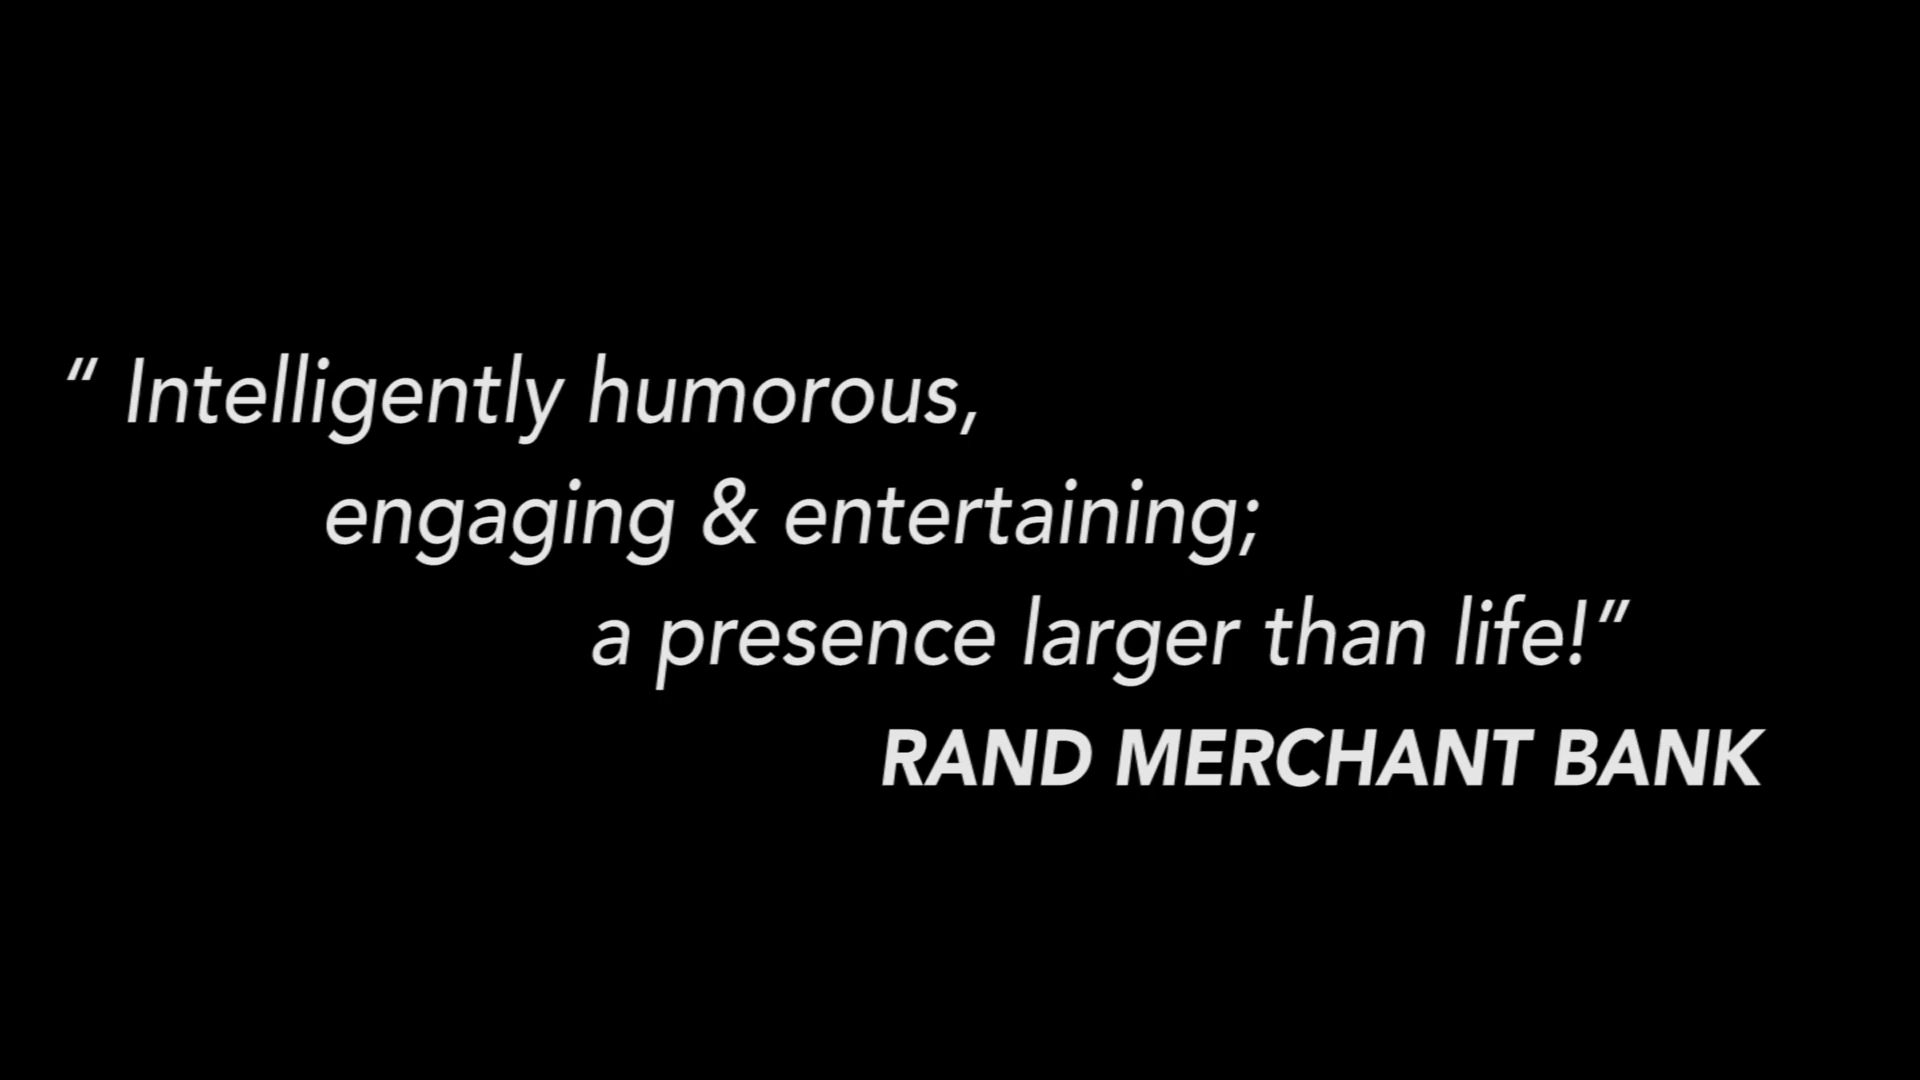 “ Intelligently humorous,
engaging & entertaining;
a presence larger than life!”
RAND MERCHANT BANK